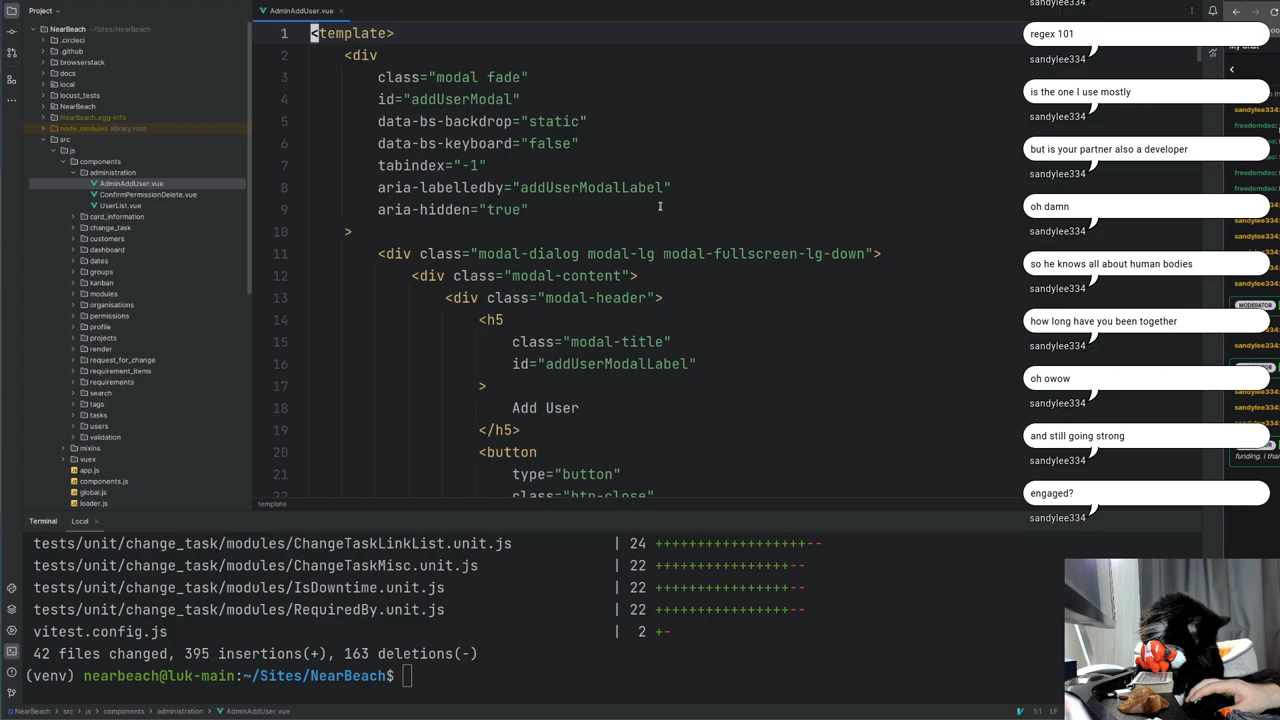 Project
NearBeach ~/Sites/NearBeach
.circleci
.github
browserstack
docs
local
locust_tests
NearBeach
NearBeach.egg-info
node_modules library root
src
js
components
administration
AdminAddUser.vue
ConfirmPermissionDelete.vue
UserList.vue
card_information
change_task
customers
dashboard
dates
groups
kanban
modules
organisations
permissions
profile
projects
render
request_for_change
requirement_items
requirements
search
tags
tasks
users
validation
mixins
vuex
app.js
components.js
global.js
loader.js
AdminAddUser.vue
1 <template>
2 <div
3 class="modal fade"
4 id="addUserModal"
5 data-bs-backdrop="static"
6 data-bs-keyboard="false"
7 tabindex="-1"
8 aria-labelledby="addUserModalLabel"
9 aria-hidden="true"
10 >
11 <div class="modal-dialog modal-lg modal-fullscreen-lg-down">
12 <div class="modal-content">
13 <div class="modal-header">
14 <h5
15 class="modal-title"
16 id="addUserModalLabel"
17 >
18 Add User
19 </h5>
20 <button
21 type="button"
22 class="btn-close"
template
sandylee334
regex 101
sandylee334
is the one I use mostly
sandylee334
but is your partner also a developer
sandylee334
oh damn
sandylee334
so he knows all about human bodies
sandylee334
how long have you been together
sandylee334
oh owow
sandylee334
and still going strong
sandylee334
engaged?
sandylee334
Terminal Local
tests/unit/change_task/modules/ChangeTaskLinkList.unit.js | 24 ++++++++++++++++++--
tests/unit/change_task/modules/ChangeTaskMisc.unit.js | 22 ++++++++++++++++--
tests/unit/change_task/modules/IsDowntime.unit.js | 22 ++++++++++++++++--
tests/unit/change_task/modules/RequiredBy.unit.js | 22 ++++++++++++++++--
vitest.config.js | 2 +-
42 files changed, 395 insertions(+), 163 deletions(-)
(venv) nearbeach@luk-main:~/Sites/NearBeach$
NearBeach > src > js > components > administration > AdminAddUser.vue
1:1 LF